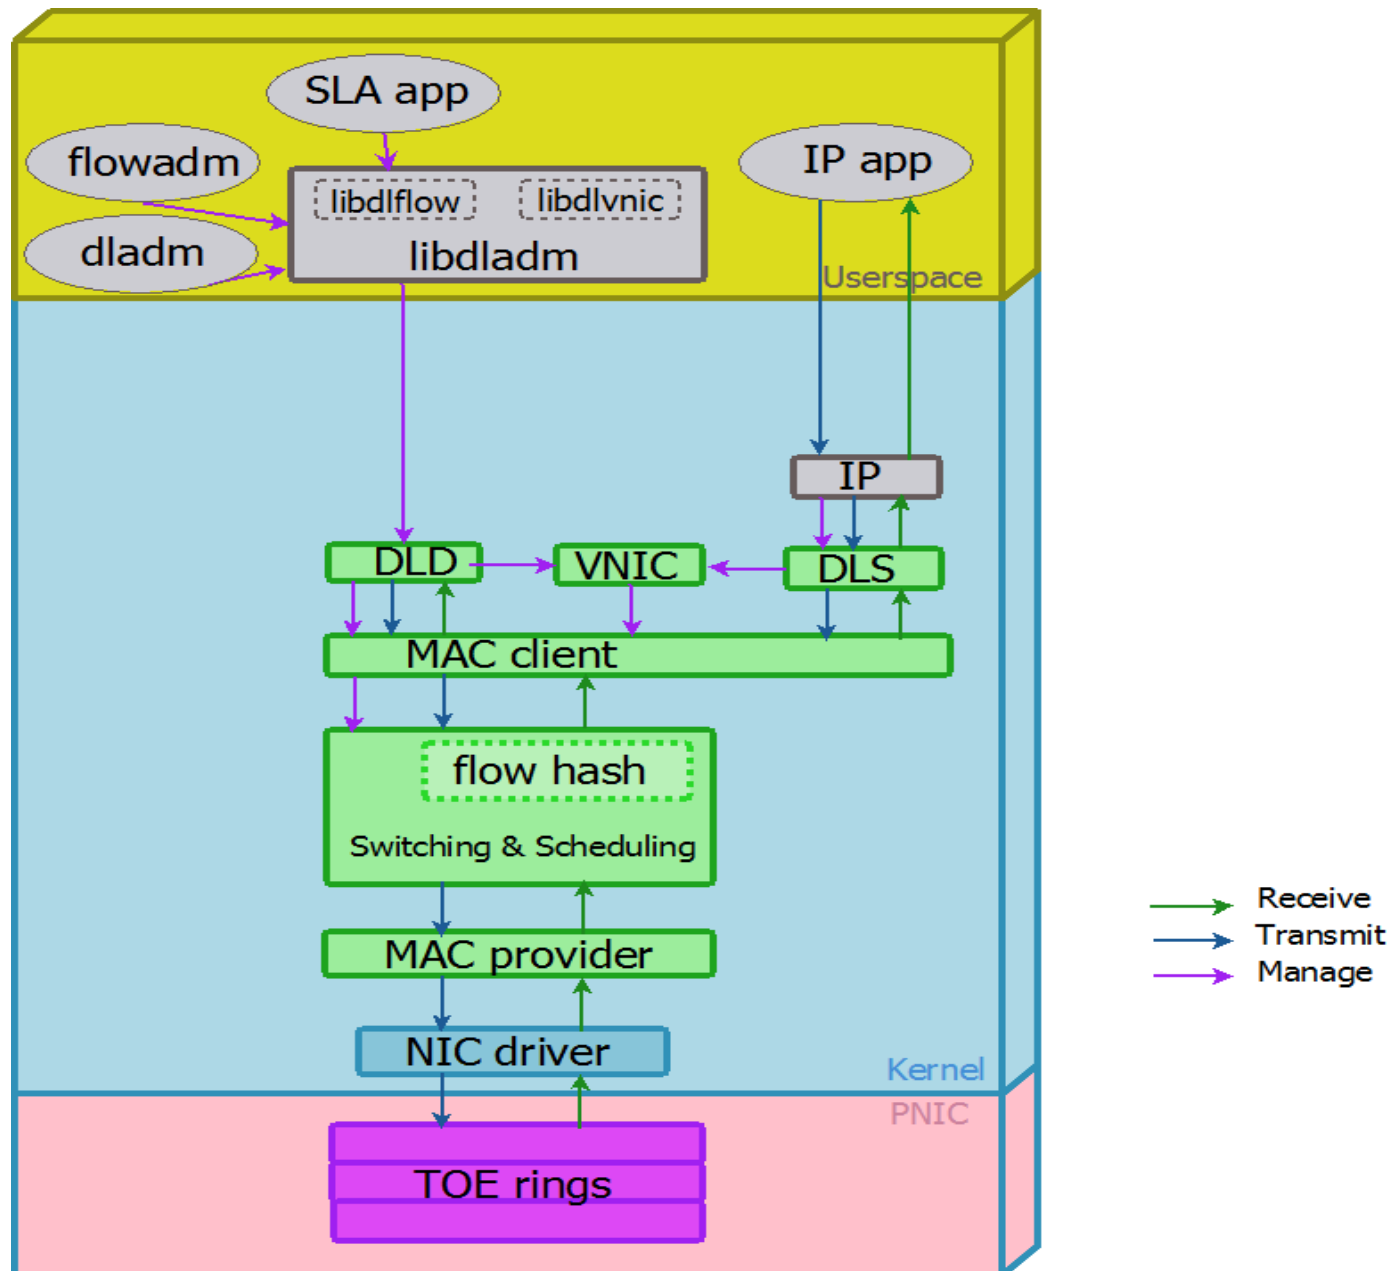 SLA app
flowadm
IP app
libdlflow
libdlvnic
dladm
libdladm
Userspace
IP
DLD
VNIC
DLS
MAC client
flow hash
Switching & Scheduling
Receive
Transmit
MAC provider
Manage
NIC driver
Kernel
PNIC
TOE rings